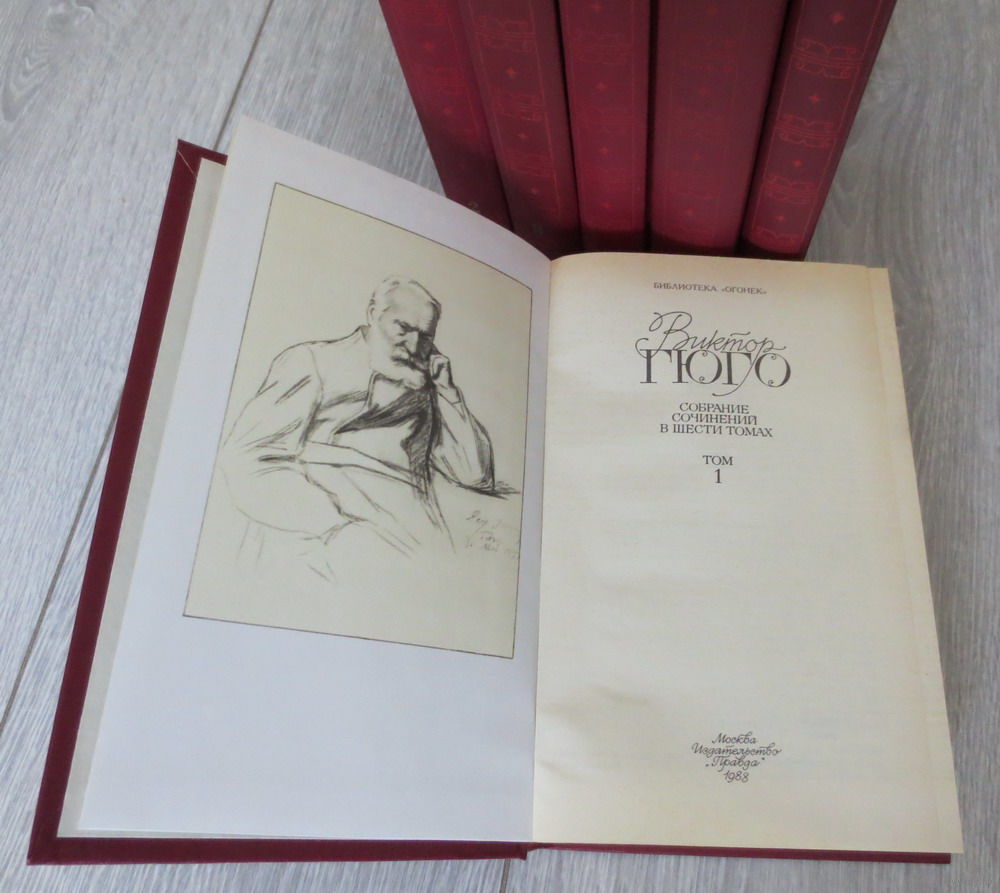 БИБЛИОТЕКА «ОГОНЕК»
Виктор
ГЮГО
СОБРАНИЕ
СОЧИНЕНИЙ
В ШЕСТИ ТОМАХ
ТОМ
1
Москва
Издательство
„Правда“
1988